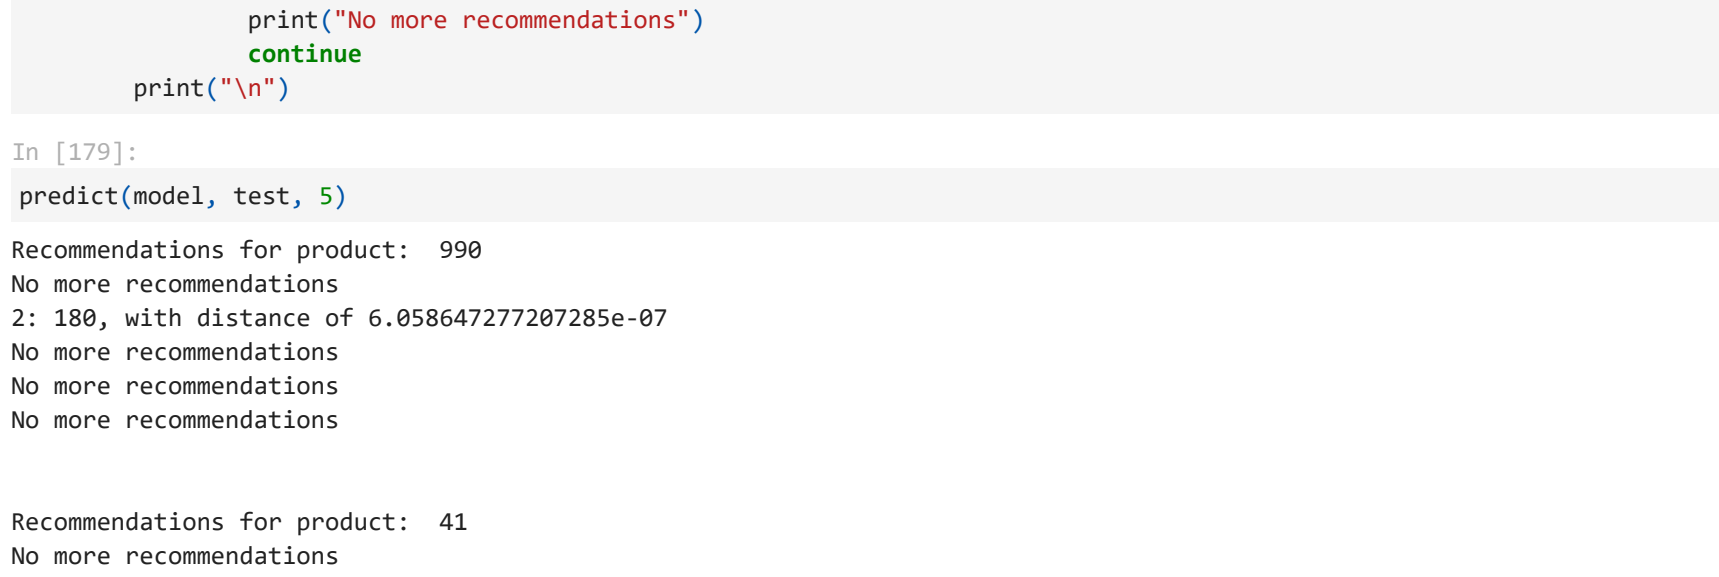 print("No more recommendations")
continue
print("\n")
In [179]:
predict(model, test, 5)
Recommendations for product:  990
No more recommendations
2: 180, with distance of 6.058647277207285e-07
No more recommendations
No more recommendations
No more recommendations
Recommendations for product:  41
No more recommendations